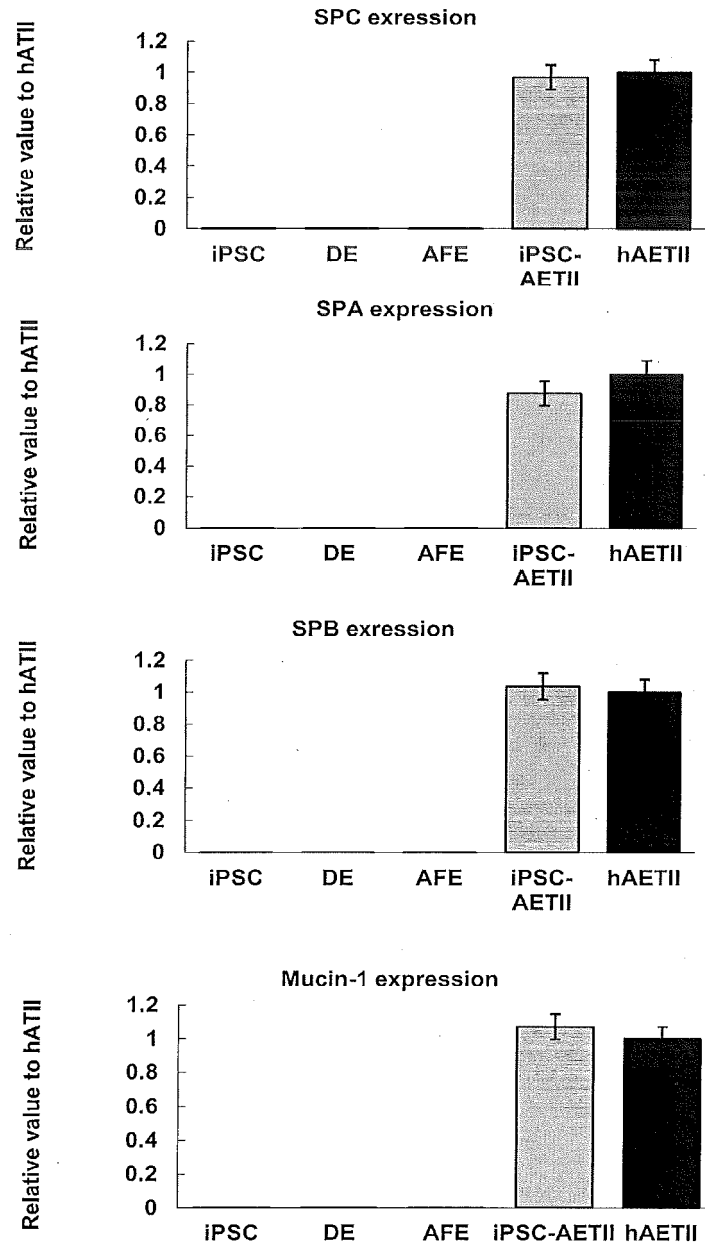 SPC exression
Relative value to hATII
1.2
1
0.8
0.6
0.4
0.2
0
iPSC DE AFE iPSC- hAETII
AETII
SPA expression
Relative value to hATII
1.2
1
0.8
0.6
0.4
0.2
0
iPSC DE AFE iPSC- hAETII
AETII
SPB exression
Relative value to hATII
1.2
1
0.8
0.6
0.4
0.2
0
iPSC DE AFE iPSC- hAETII
AETII
Mucin-1 expression
Relative value to hATII
1.2
1
0.8
0.6
0.4
0.2
0
iPSC DE AFE iPSC-AETII hAETII